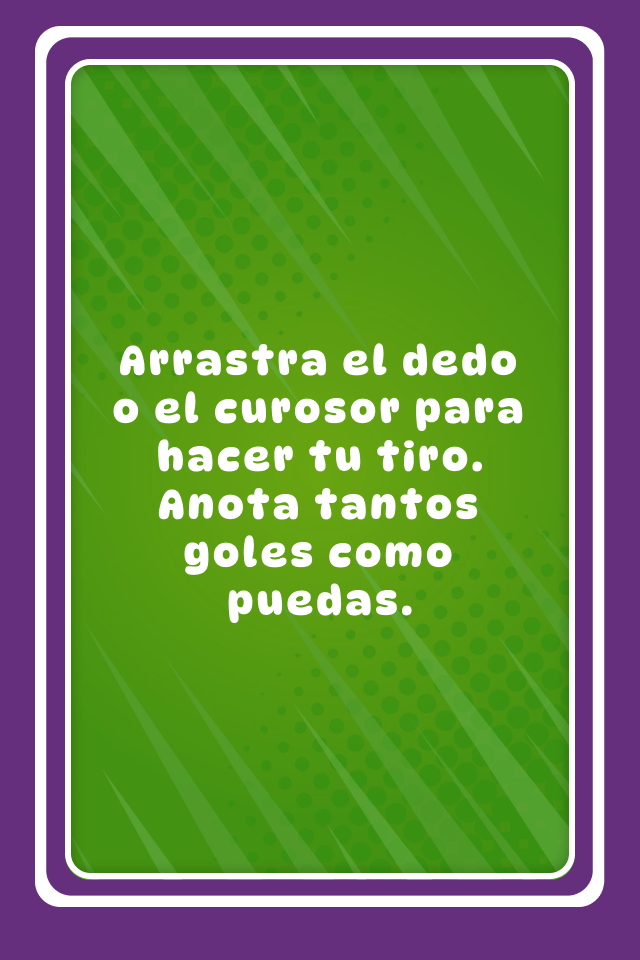 Arrastra el dedo
o el curosor para
hacer tu tiro.
Anota tantos
goles como
puedas.